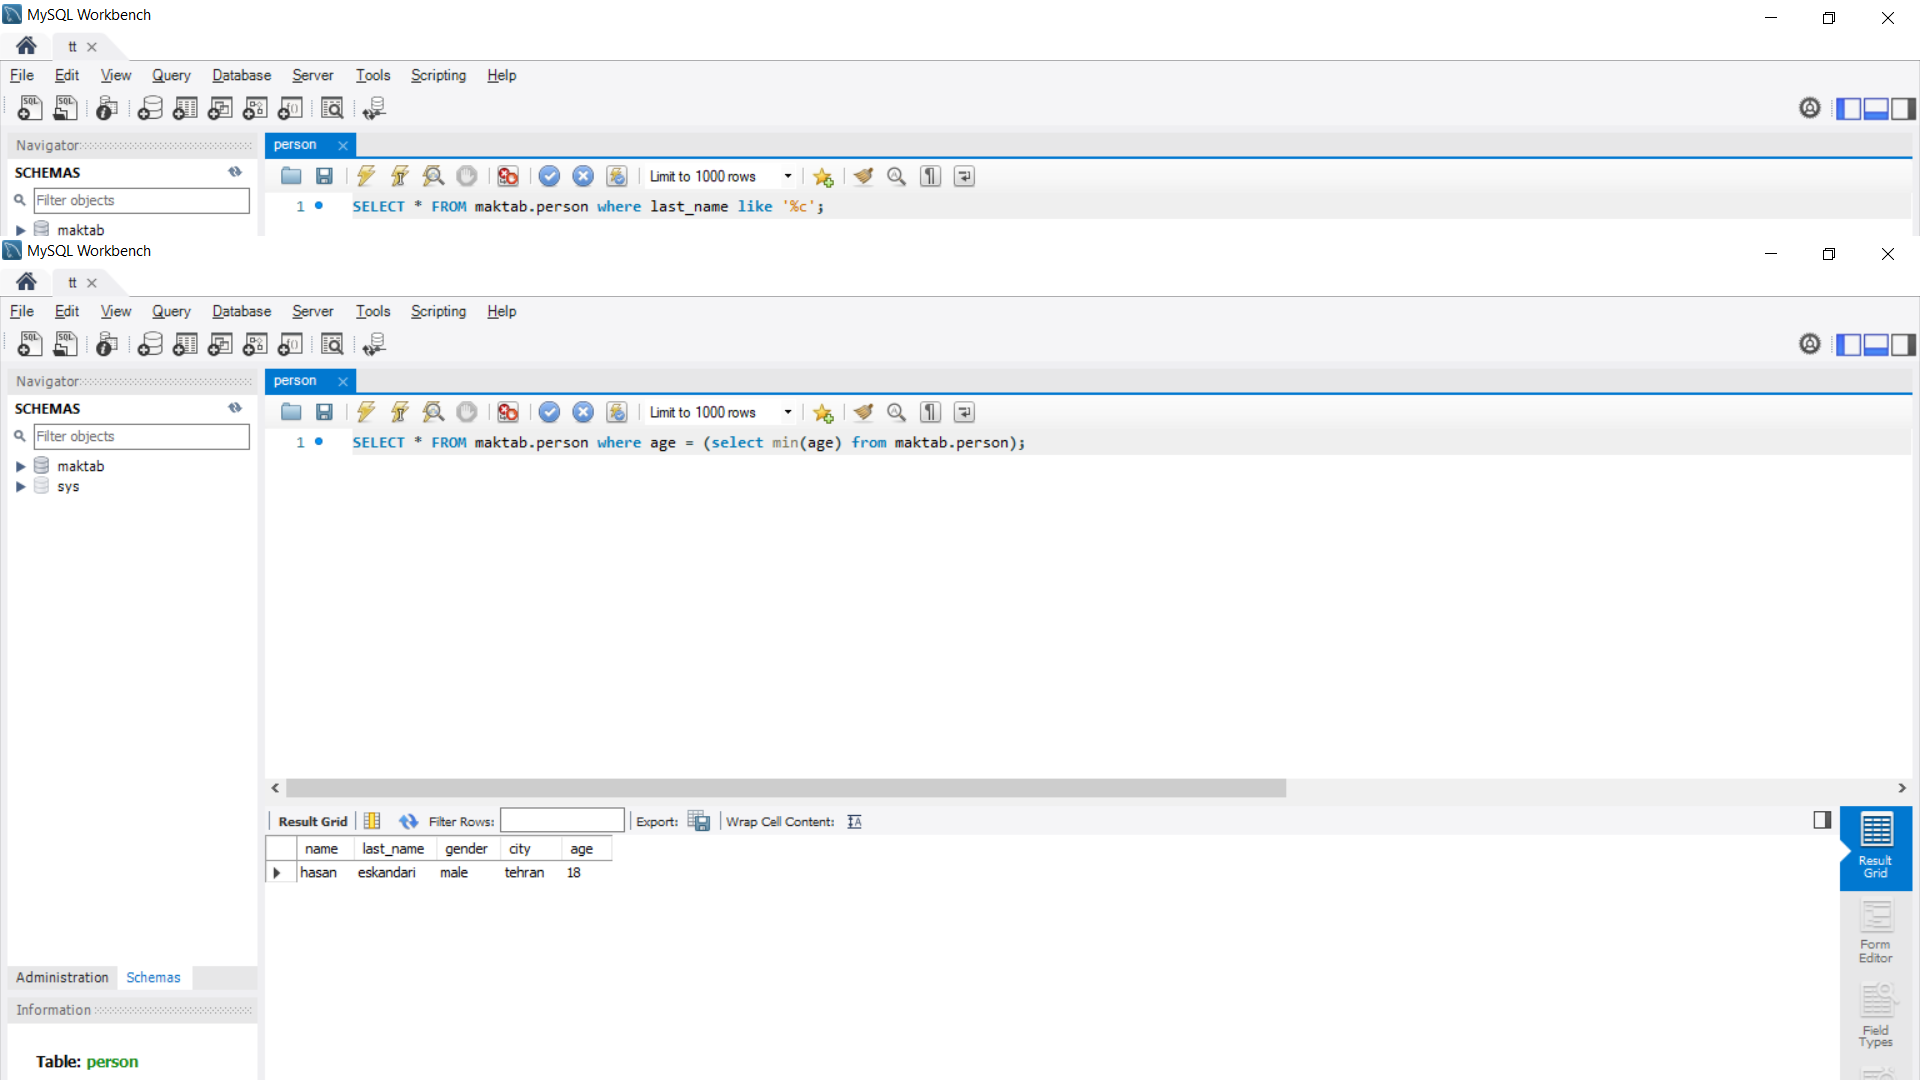 MySQL Workbench
tt
File Edit View Query Database Server Tools Scripting Help
SQL SQL
Navigator
person
SCHEMAS
Limit to 1000 rows
Filter objects
1 SELECT * FROM maktab.person where last_name like '%c';
maktab
MySQL Workbench
tt
File Edit View Query Database Server Tools Scripting Help
SQL SQL
Navigator
person
SCHEMAS
Limit to 1000 rows
Filter objects
1 SELECT * FROM maktab.person where age = (select min(age) from maktab.person);
maktab
sys
Result Grid Filter Rows: Export: Wrap Cell Content:
name last_name gender city age
hasan eskandari male tehran 18
Result
Grid
Form
Editor
Field
Types
Administration Schemas
Information
Table: person